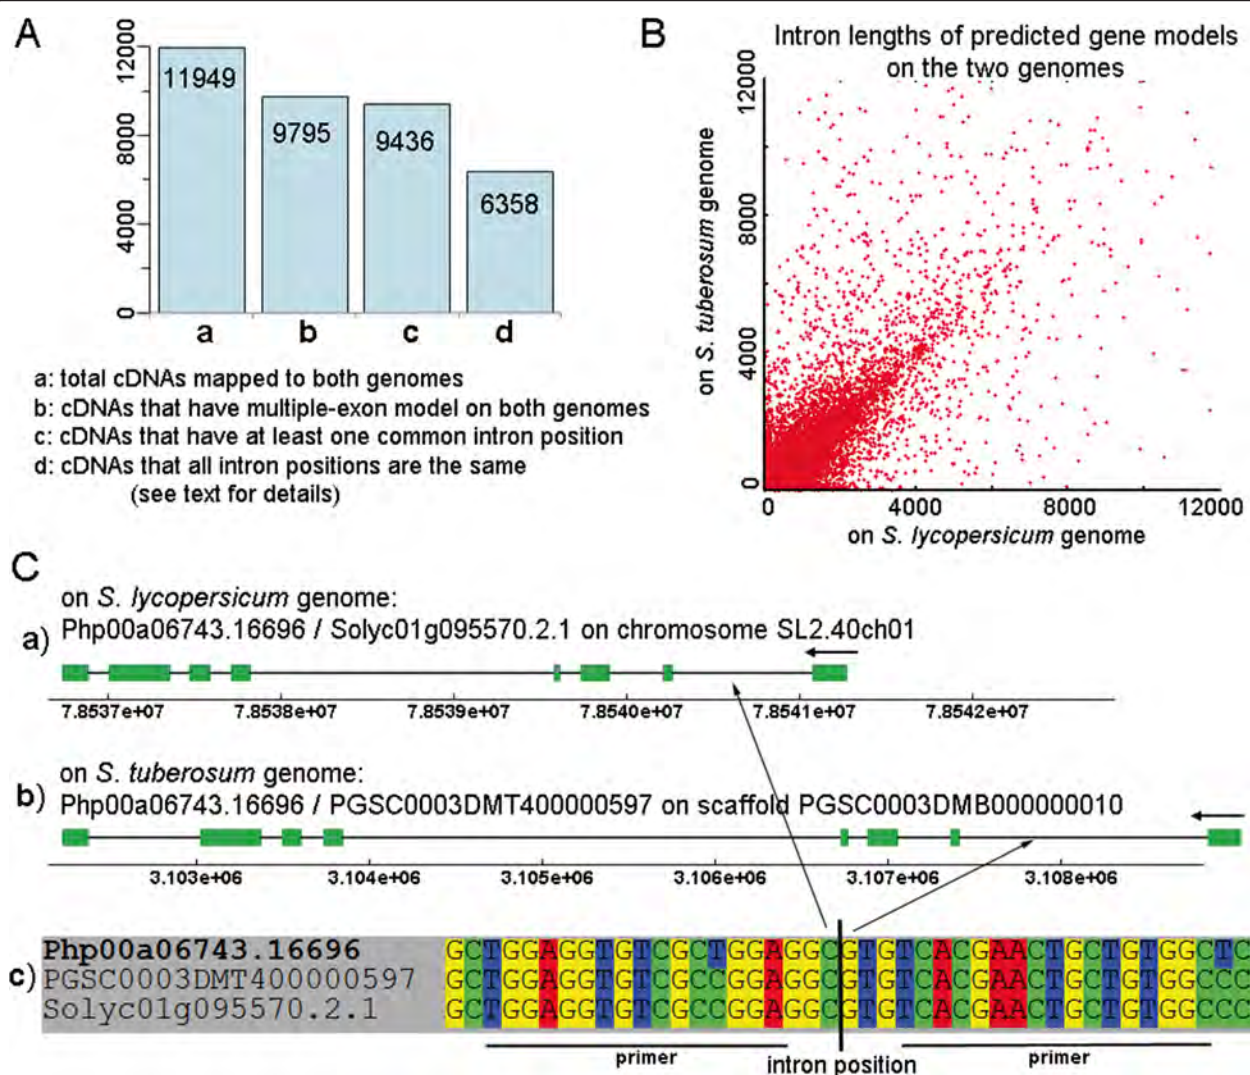 A
12000
8000
4000
0
11949
9795
9436
6358
a b c d
a: total cDNAs mapped to both genomes
b: cDNAs that have multiple-exon model on both genomes
c: cDNAs that have at least one common intron position
d: cDNAs that all intron positions are the same
(see text for details)
B
Intron lengths of predicted gene models
on the two genomes
on S. tuberosum genome
12000
8000
4000
0
0 4000 8000 12000
on S. lycopersicum genome
C
on S. lycopersicum genome:
a) Php00a06743.16696 / Solyc01g095570.2.1 on chromosome SL2.40ch01
7.8537e+07 7.8538e+07 7.8539e+07 7.8540e+07 7.8541e+07 7.8542e+07
on S. tuberosum genome:
b) Php00a06743.16696 / PGSC0003DMT400000597 on scaffold PGSC0003DMB000000010
3.103e+06 3.104e+06 3.105e+06 3.106e+06 3.107e+06 3.108e+06
c)
Php00a06743.16696 GCTGGAGGTGTCGCTGGAGGCGTGTCACGAACTGCTGTGGCTC
PGSC0003DMT400000597 GCTGGAGGTGTCGCCGGAGGCGTGTCACGAACTGCTGTGGCCC
Solyc01g095570.2.1 GCTGGAGGTGTCGCCGGAGGCGTGTCACGAACTGCTGTGGCCC
primer intron position primer